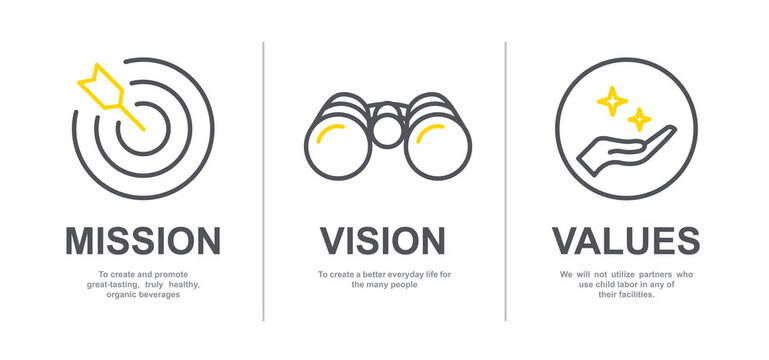 MISSION
To create and promote
great-tasting, truly healthy,
organic beverages
VISION
To create a better everyday life for
the many people
VALUES
We will not utilize partners who
use child labor in any of
their facilities.